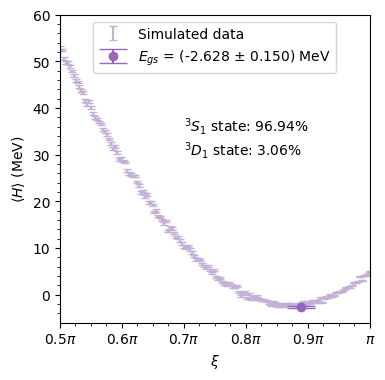 60
50
40
30
20
10
0
⟨H⟩ (MeV)
Simulated data
E_gs = (-2.628 ± 0.150) MeV
³S₁ state: 96.94%
³D₁ state: 3.06%
0.5π 0.6π 0.7π 0.8π 0.9π π
ξ